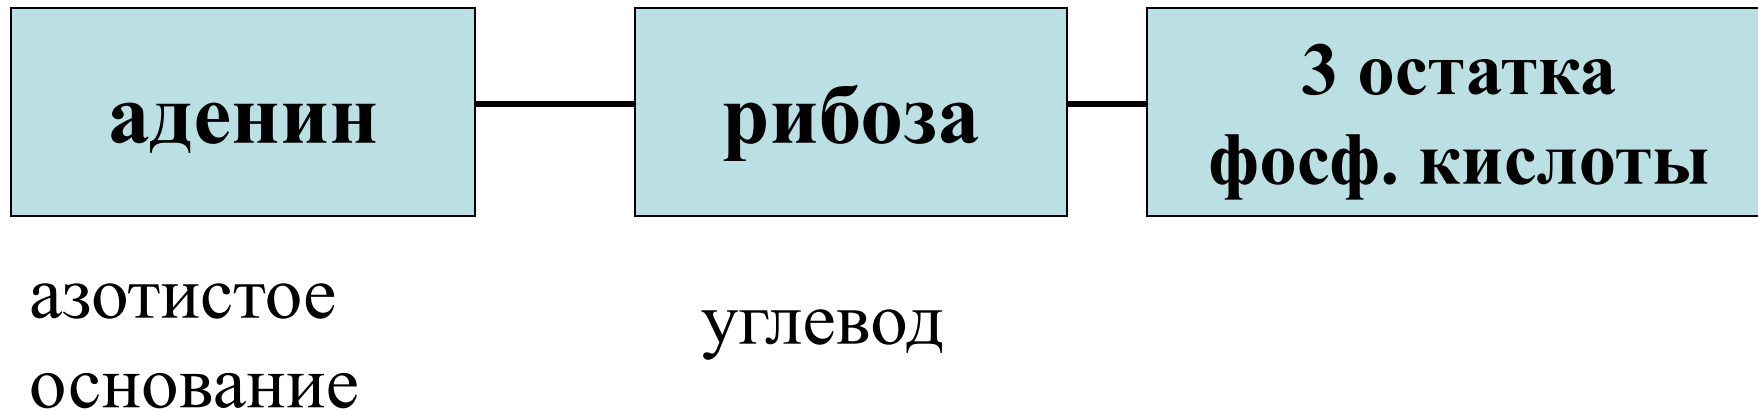 аденин
рибоза
3 остатка
фосф. кислоты
азотистое
основание
углевод